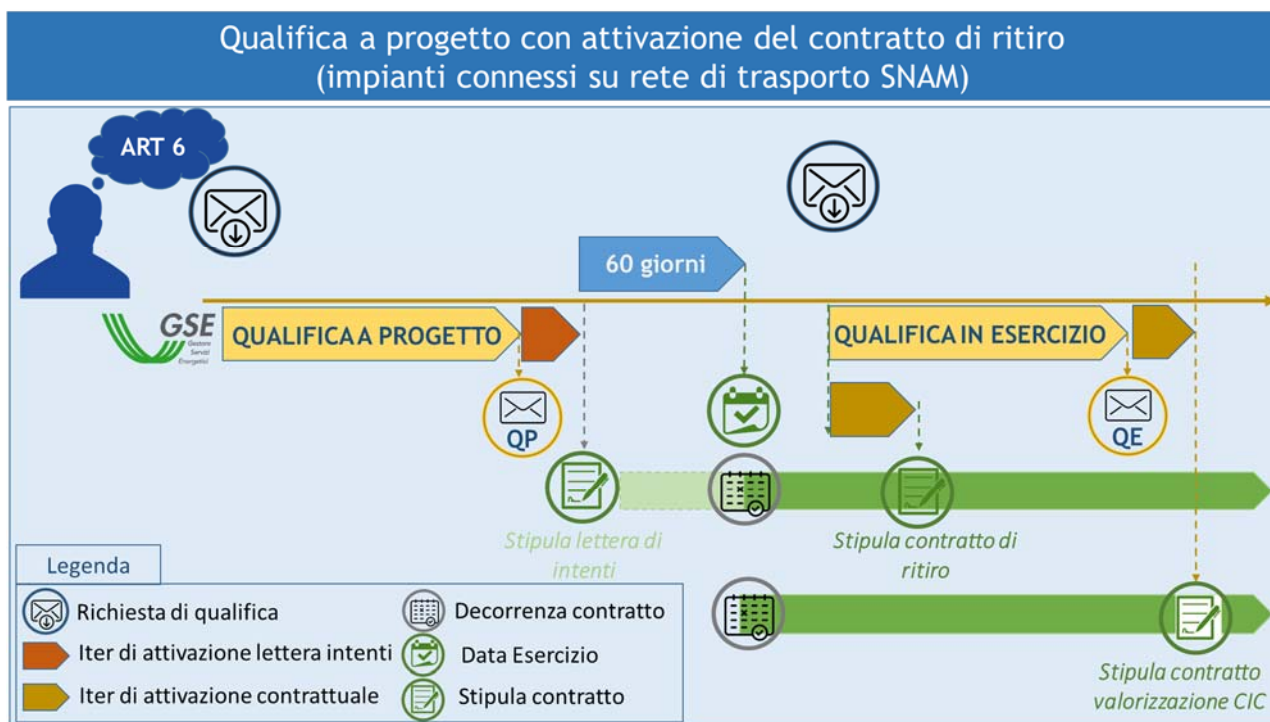 Qualifica a progetto con attivazione del contratto di ritiro
(impianti connessi su rete di trasporto SNAM)
ART 6
60 giorni
GSE
Gestore
Servizi
Energetici
QUALIFICA A PROGETTO
QUALIFICA IN ESERCIZIO
QP
QE
Stipula lettera di
intenti
Stipula contratto di
ritiro
Stipula contratto
valorizzazione CIC
Legenda
Richiesta di qualifica
Decorrenza contratto
Iter di attivazione lettera intenti
Data Esercizio
Iter di attivazione contrattuale
Stipula contratto